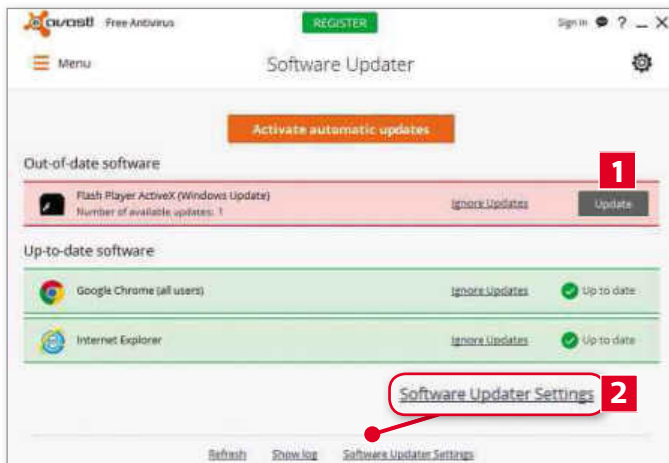 avast! Free Antivirus
REGISTER
Sign in ?
Menu
Software Updater
Activate automatic updates
Out-of-date software
1
Flash Player ActiveX (Windows Update)
Number of available updates: 1
Ignore Updates
Update
Up-to-date software
Google Chrome (all users)
Ignore Updates
Up to date
Internet Explorer
Ignore Updates
Up to date
Software Updater Settings 2
Refresh Show log Software Updater Settings